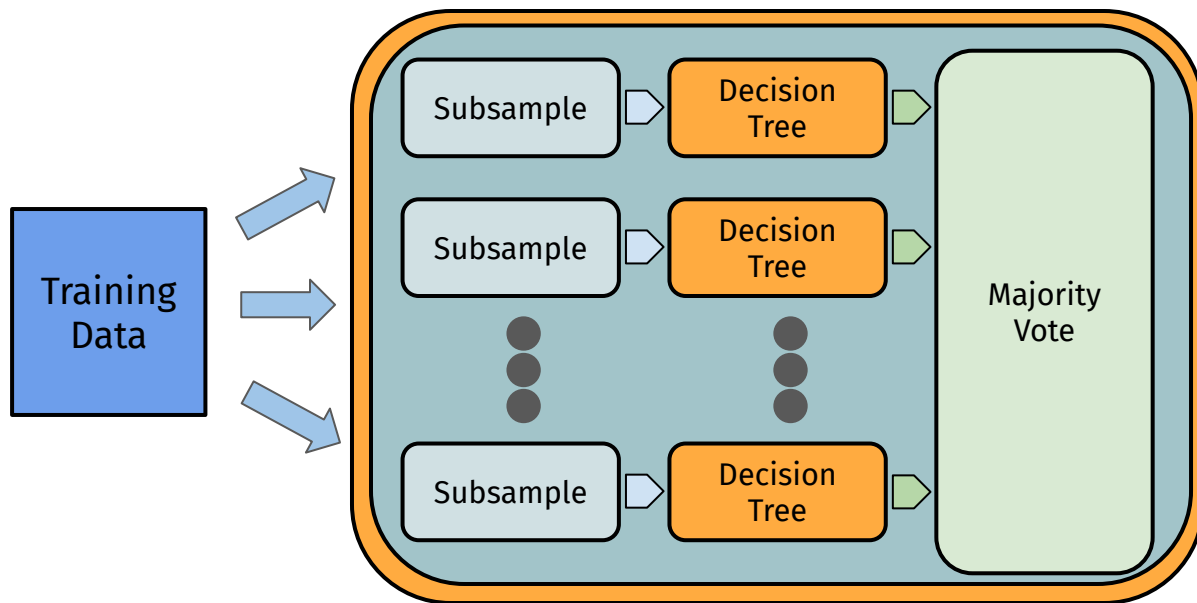 Training
Data
Subsample
Decision
Tree
Subsample
Decision
Tree
Subsample
Decision
Tree
Majority
Vote